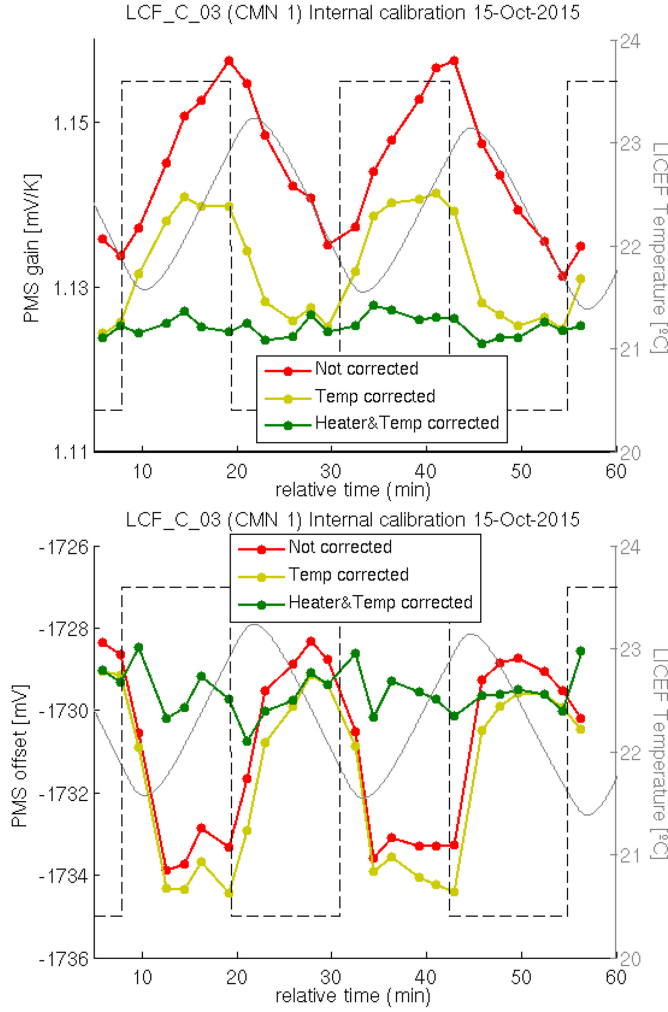 LCF_C_03 (CMN 1) Internal calibration 15-Oct-2015
24
23
22
21
20
1.15
1.13
1.11
PMS gain [mV/K]
LICEF Temperature [ºC]
Not corrected
Temp corrected
Heater&Temp corrected
10 20 30 40 50 60
relative time (min)
LCF_C_03 (CMN 1) Internal calibration 15-Oct-2015
-1726
-1728
-1730
-1732
-1734
-1736
PMS offset [mV]
Not corrected
Temp corrected
Heater&Temp corrected
24
23
22
21
20
LICEF Temperature [ºC]
10 20 30 40 50 60
relative time (min)